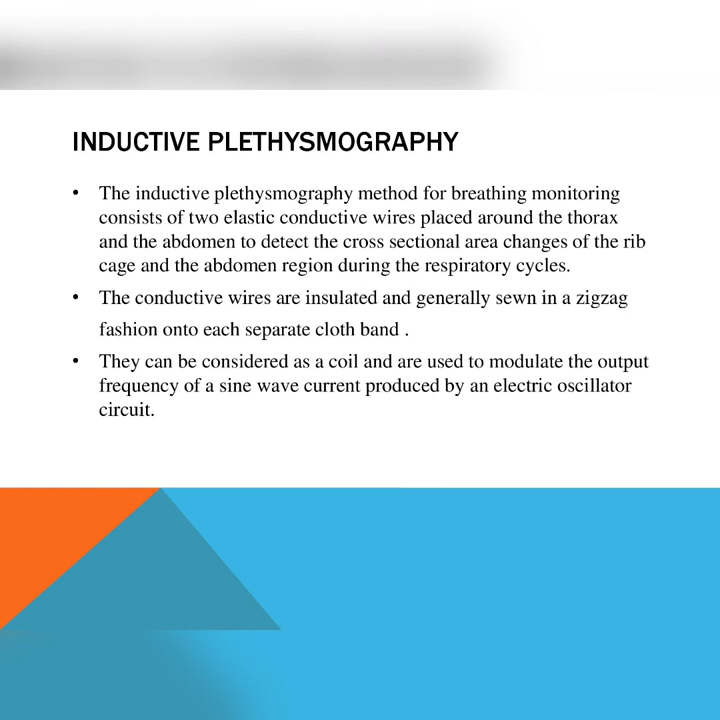 INDUCTIVE PLETHYSMOGRAPHY
• The inductive plethysmography method for breathing monitoring
consists of two elastic conductive wires placed around the thorax
and the abdomen to detect the cross sectional area changes of the rib
cage and the abdomen region during the respiratory cycles.
• The conductive wires are insulated and generally sewn in a zigzag
fashion onto each separate cloth band .
• They can be considered as a coil and are used to modulate the output
frequency of a sine wave current produced by an electric oscillator
circuit.